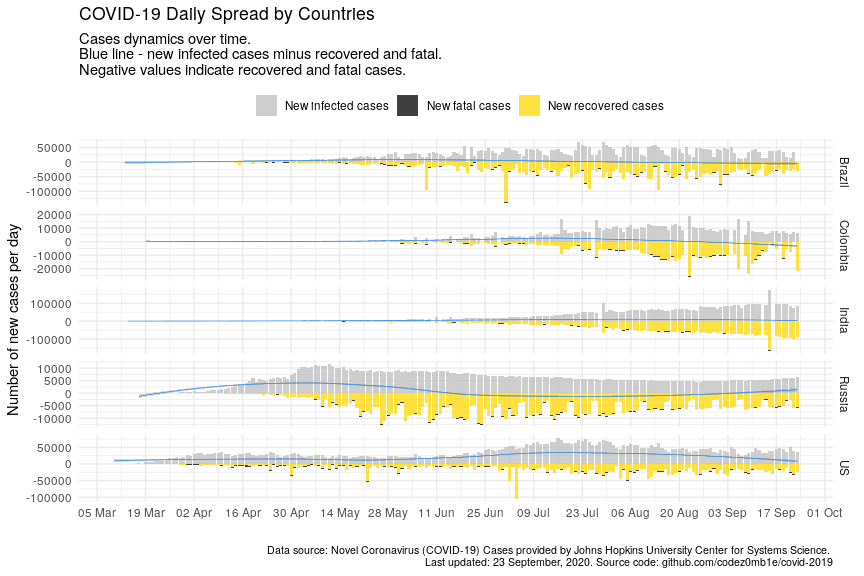 COVID-19 Daily Spread by Countries
Cases dynamics over time.
Blue line - new infected cases minus recovered and fatal.
Negative values indicate recovered and fatal cases.
New infected cases New fatal cases New recovered cases
Number of new cases per day
50000
0
-50000
-100000
Brazil
20000
10000
0
-10000
-20000
Colombia
100000
0
-100000
India
10000
5000
0
-5000
-10000
Russia
50000
0
-50000
-100000
US
05 Mar 19 Mar 02 Apr 16 Apr 30 Apr 14 May 28 May 11 Jun 25 Jun 09 Jul 23 Jul 06 Aug 20 Aug 03 Sep 17 Sep 01 Oct
Data source: Novel Coronavirus (COVID-19) Cases provided by Johns Hopkins University Center for Systems Science.
Last updated: 23 September, 2020. Source code: github.com/codez0mb1e/covid-2019